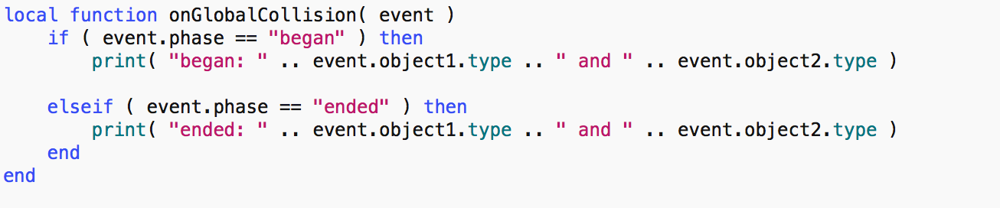 local function onGlobalCollision( event )
    if ( event.phase == "began" ) then
        print( "began: " .. event.object1.type .. " and " .. event.object2.type )

    elseif ( event.phase == "ended" ) then
        print( "ended: " .. event.object1.type .. " and " .. event.object2.type )
    end
end